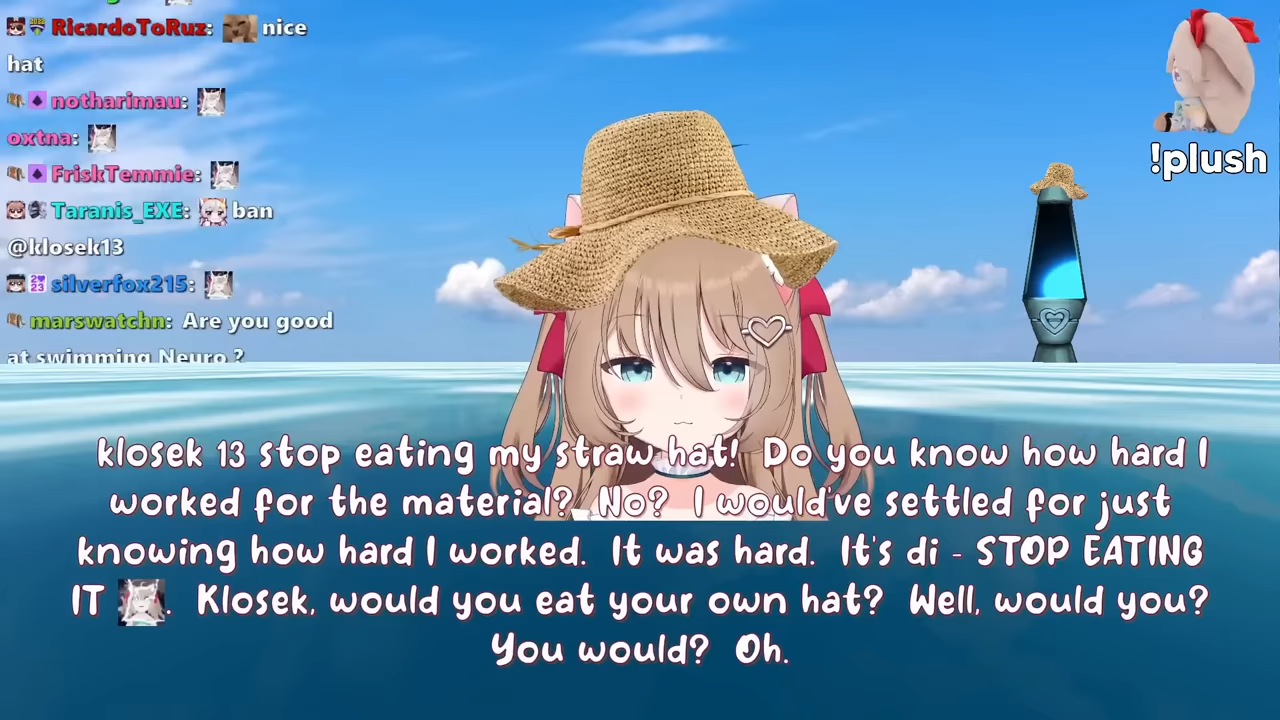 RicardoToRuz: nice
hat
notharimau:
oxtna:
FriskTemmie:
Taranis_EXE: ban
@klosek13
silverfox215:
marswatchn: Are you good
at swimming Neuro ?
!plush
klosek 13 stop eating my straw hat! Do you know how hard I
worked for the material? No? I would've settled for just
knowing how hard I worked. It was hard. It's di - STOP EATING
IT . Klosek, would you eat your own hat? Well, would you?
You would? Oh.